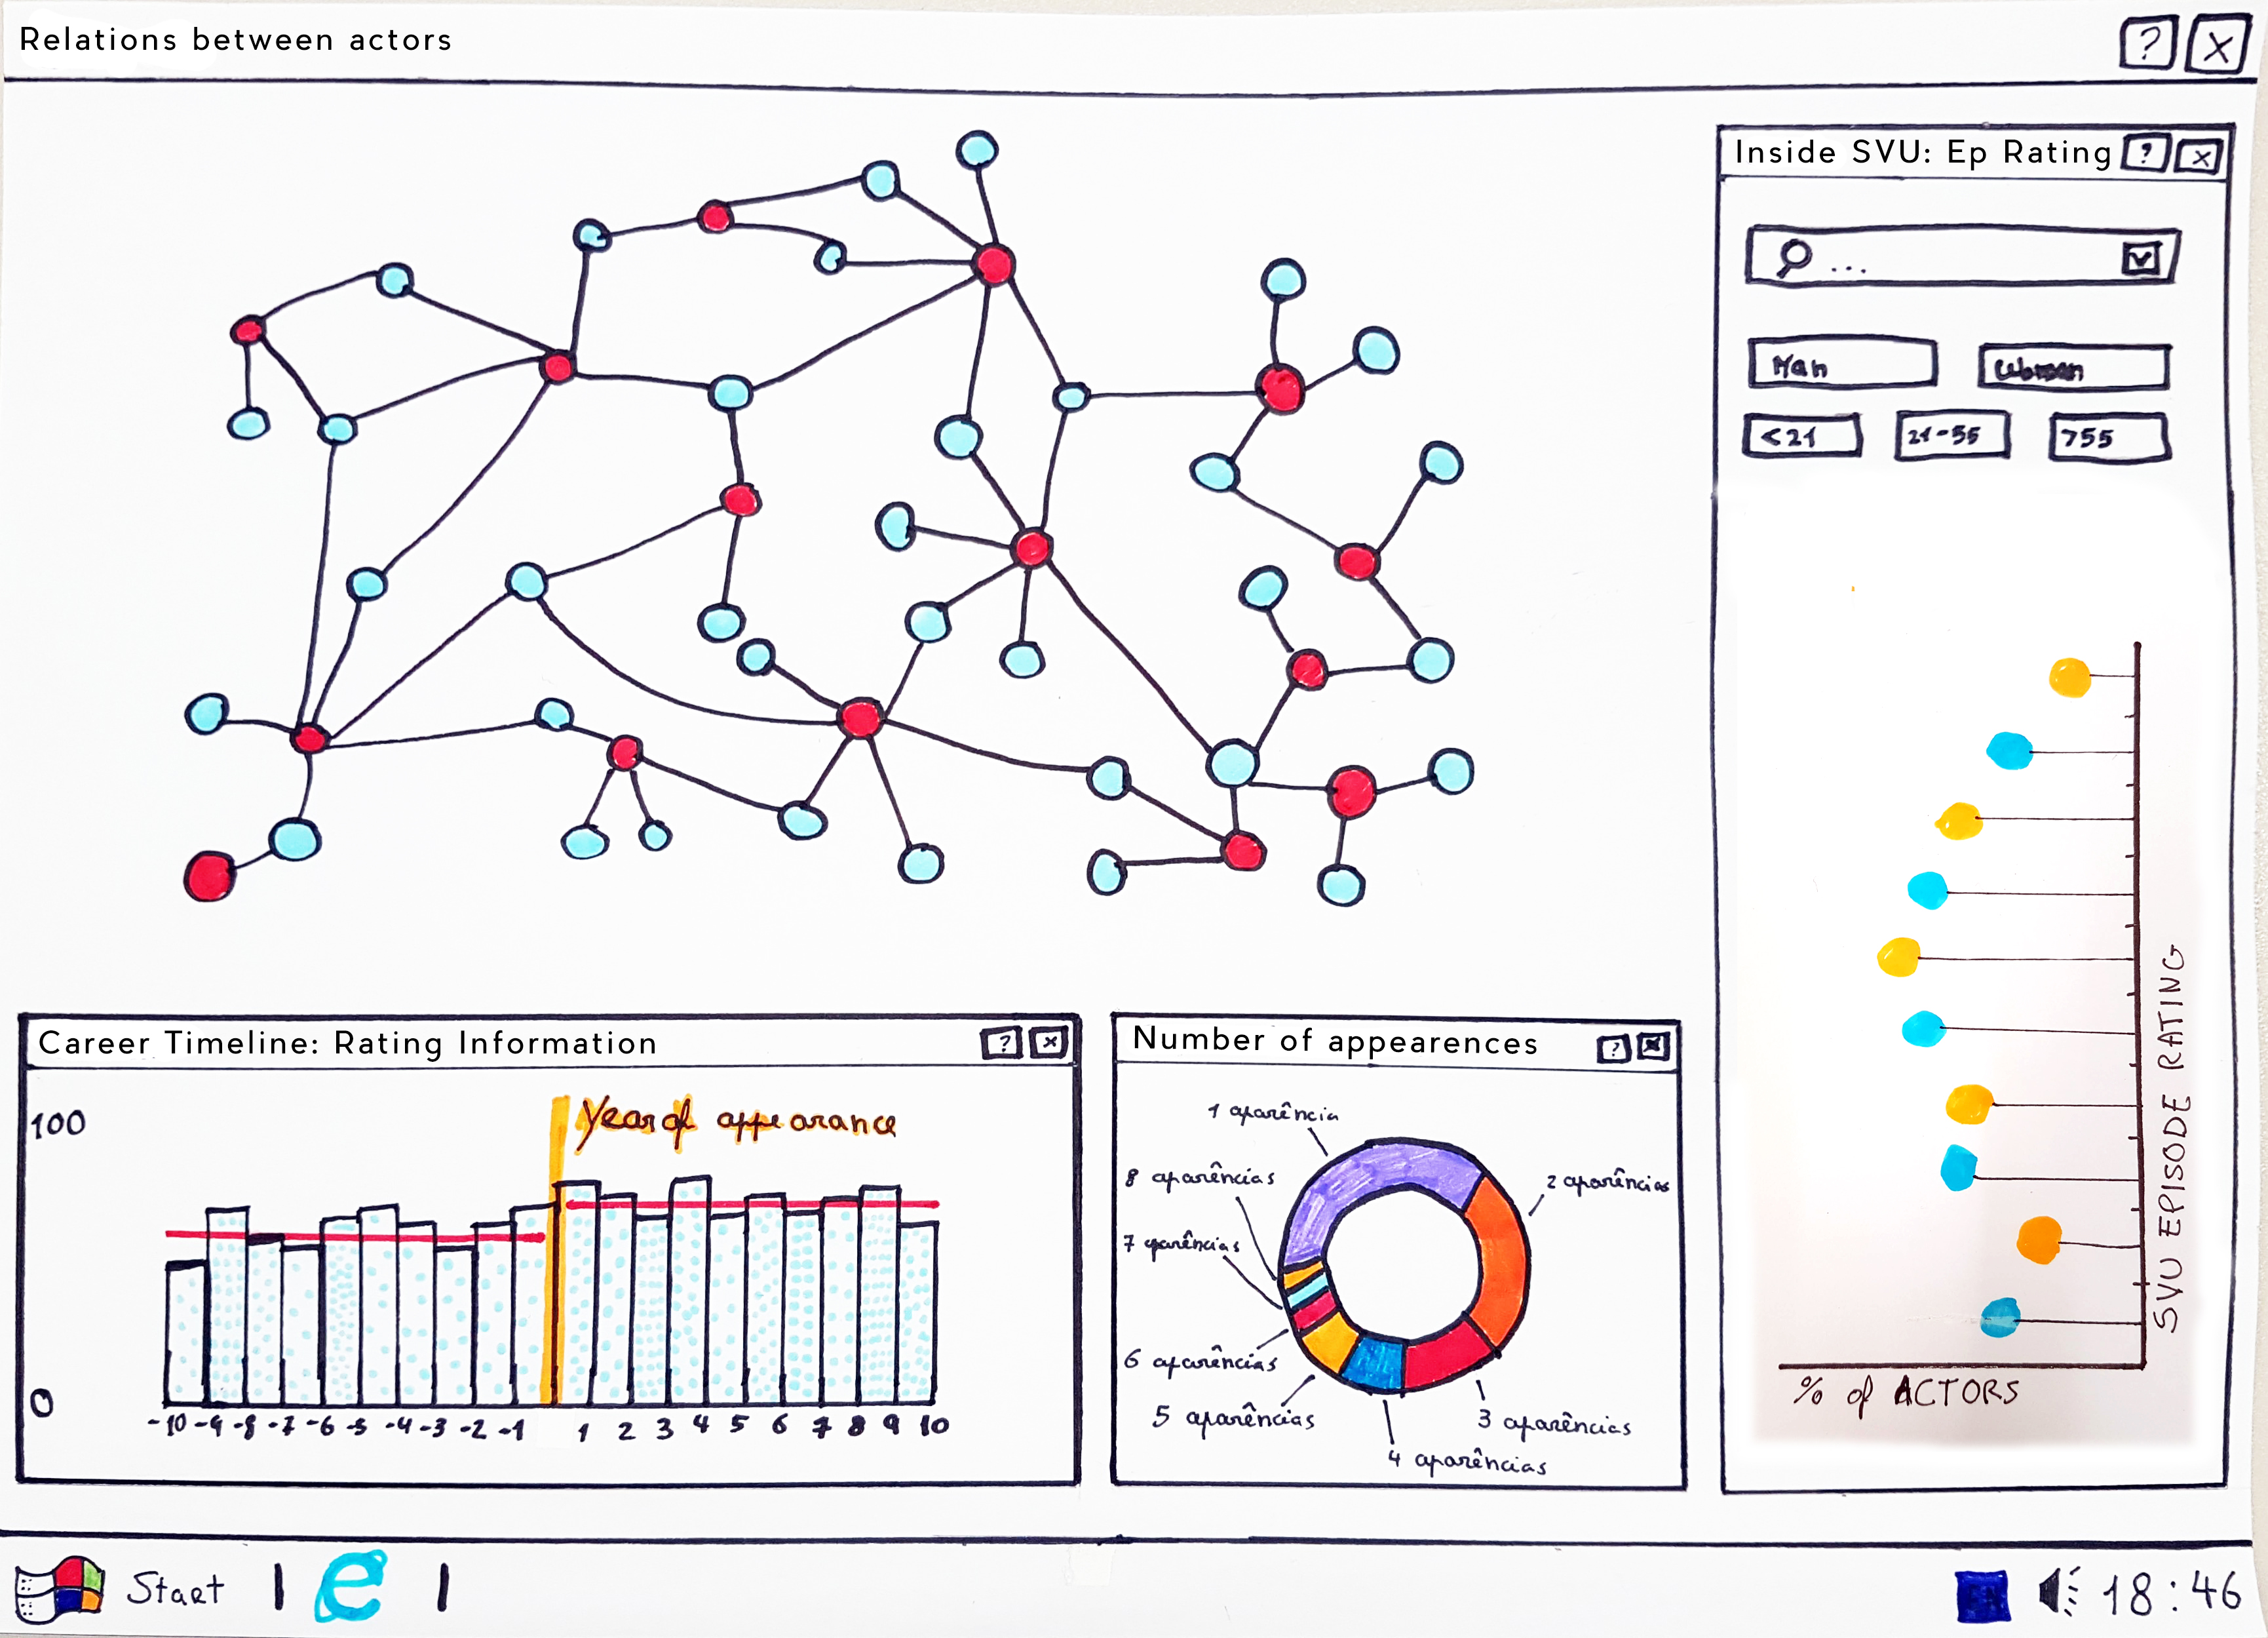 Relations between actors
? X
Inside SVU: Ep Rating ? x
...
Man
<21 21-55 >55
SVU EPISODE RATING
% of ACTORS
Career Timeline: Rating Information ? x
100
Year of appearance
0
-10 -9 -8 -7 -6 -5 -4 -3 -2 -1 1 2 3 4 5 6 7 8 9 10
Number of appearences ? x
1 aparência
8 aparências
2 aparências
7 aparências
6 aparências
5 aparências
3 aparências
4 aparências
Start | e | 18:46